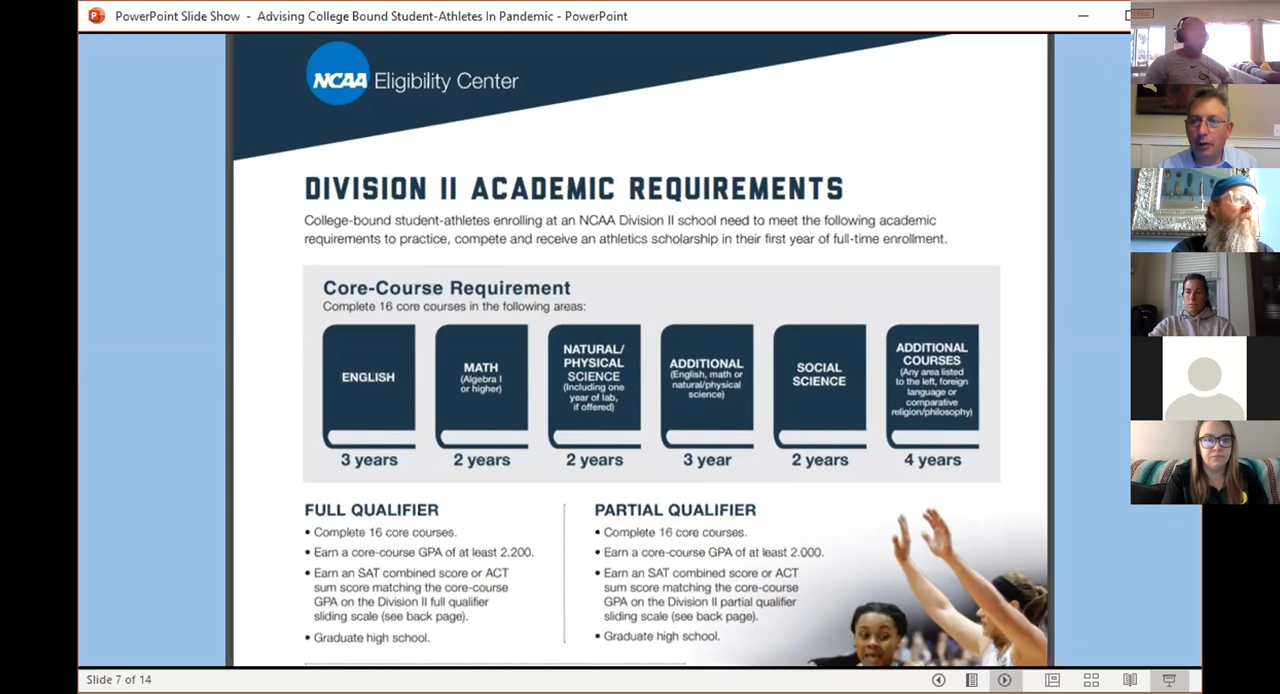 PowerPoint Slide Show - Advising College Bound Student-Athletes In Pandemic - PowerPoint
NCAA Eligibility Center
DIVISION II ACADEMIC REQUIREMENTS
College-bound student-athletes enrolling at an NCAA Division II school need to meet the following academic
requirements to practice, compete and receive an athletics scholarship in their first year of full-time enrollment.
Core-Course Requirement
Complete 16 core courses in the following areas:
ENGLISH
3 years
MATH
(Algebra I
or higher)
2 years
NATURAL/
PHYSICAL
SCIENCE
(Including one
year of lab,
if offered)
2 years
ADDITIONAL
(English, math or
natural/physical
science)
3 year
SOCIAL
SCIENCE
2 years
ADDITIONAL
COURSES
(Any area listed
to the left, foreign
language or
comparative
religion/philosophy)
4 years
FULL QUALIFIER
• Complete 16 core courses.
• Earn a core-course GPA of at least 2.200.
• Earn an SAT combined score or ACT
sum score matching the core-course
GPA on the Division II full qualifier
sliding scale (see back page).
• Graduate high school.
PARTIAL QUALIFIER
• Complete 16 core courses.
• Earn a core-course GPA of at least 2.000.
• Earn an SAT combined score or ACT
sum score matching the core-course
GPA on the Division II partial qualifier
sliding scale (see back page).
• Graduate high school.
Slide 7 of 14